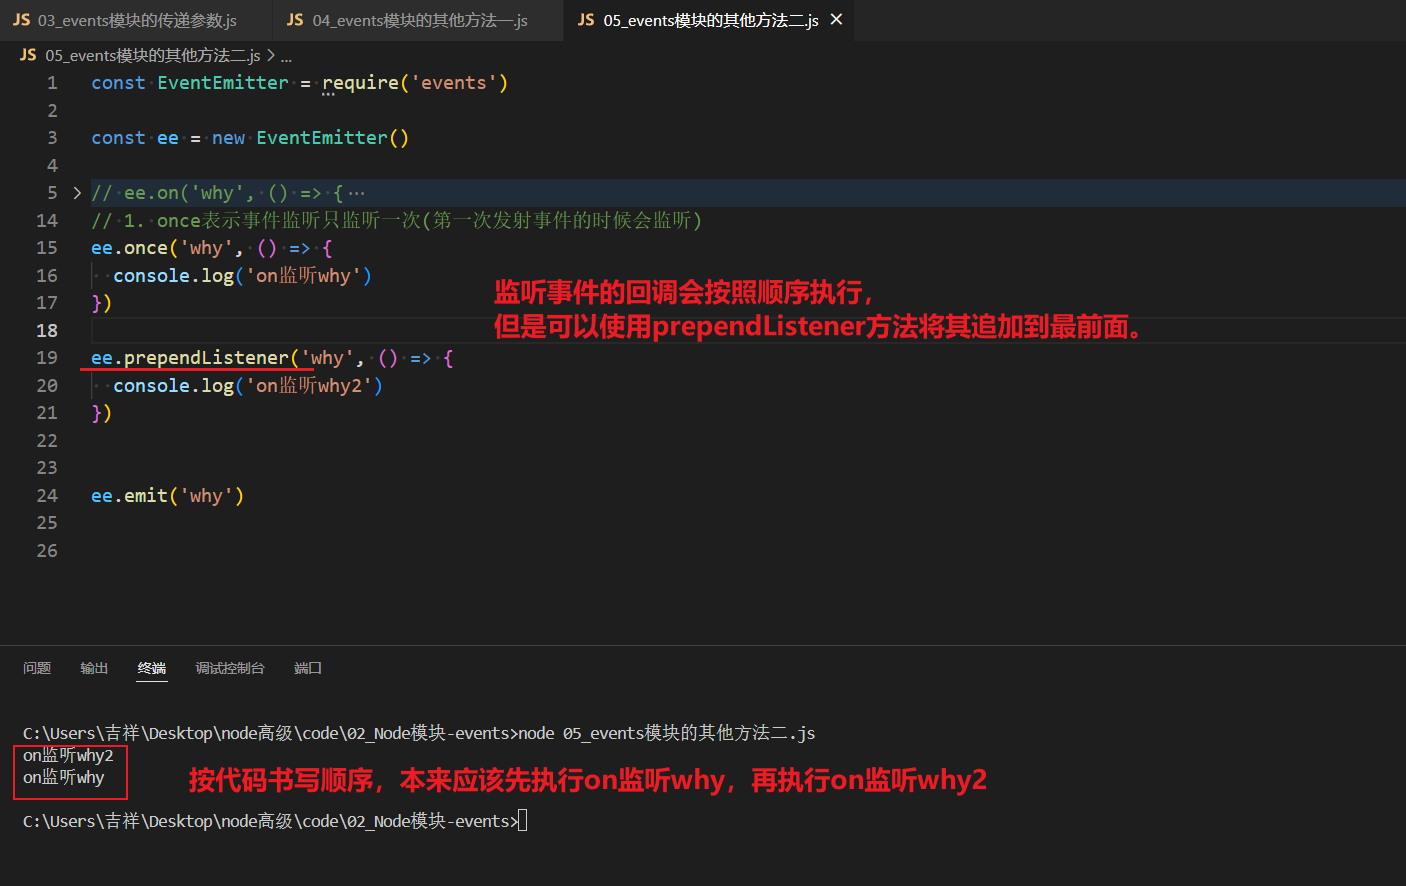 JS 03_events模块的传递参数.js JS 04_events模块的其他方法一.js JS 05_events模块的其他方法二.js ×
JS 05_events模块的其他方法二.js > ...
1 const EventEmitter = require('events')
2
3 const ee = new EventEmitter()
4
5 > // ee.on('why', () => { ...
14 // 1. once表示事件监听只监听一次(第一次发射事件的时候会监听)
15 ee.once('why', () => {
16 console.log('on监听why')
17 })
监听事件的回调会按照顺序执行，
18
但是可以使用prependListener方法将其追加到最前面。
19 ee.prependListener('why', () => {
20 console.log('on监听why2')
21 })
22
23
24 ee.emit('why')
25
26
问题 输出 终端 调试控制台 端口
C:\Users\吉祥\Desktop\node高级\code\02_Node模块-events>node 05_events模块的其他方法二.js
on监听why2
on监听why
按代码书写顺序，本来应该先执行on监听why，再执行on监听why2
C:\Users\吉祥\Desktop\node高级\code\02_Node模块-events>